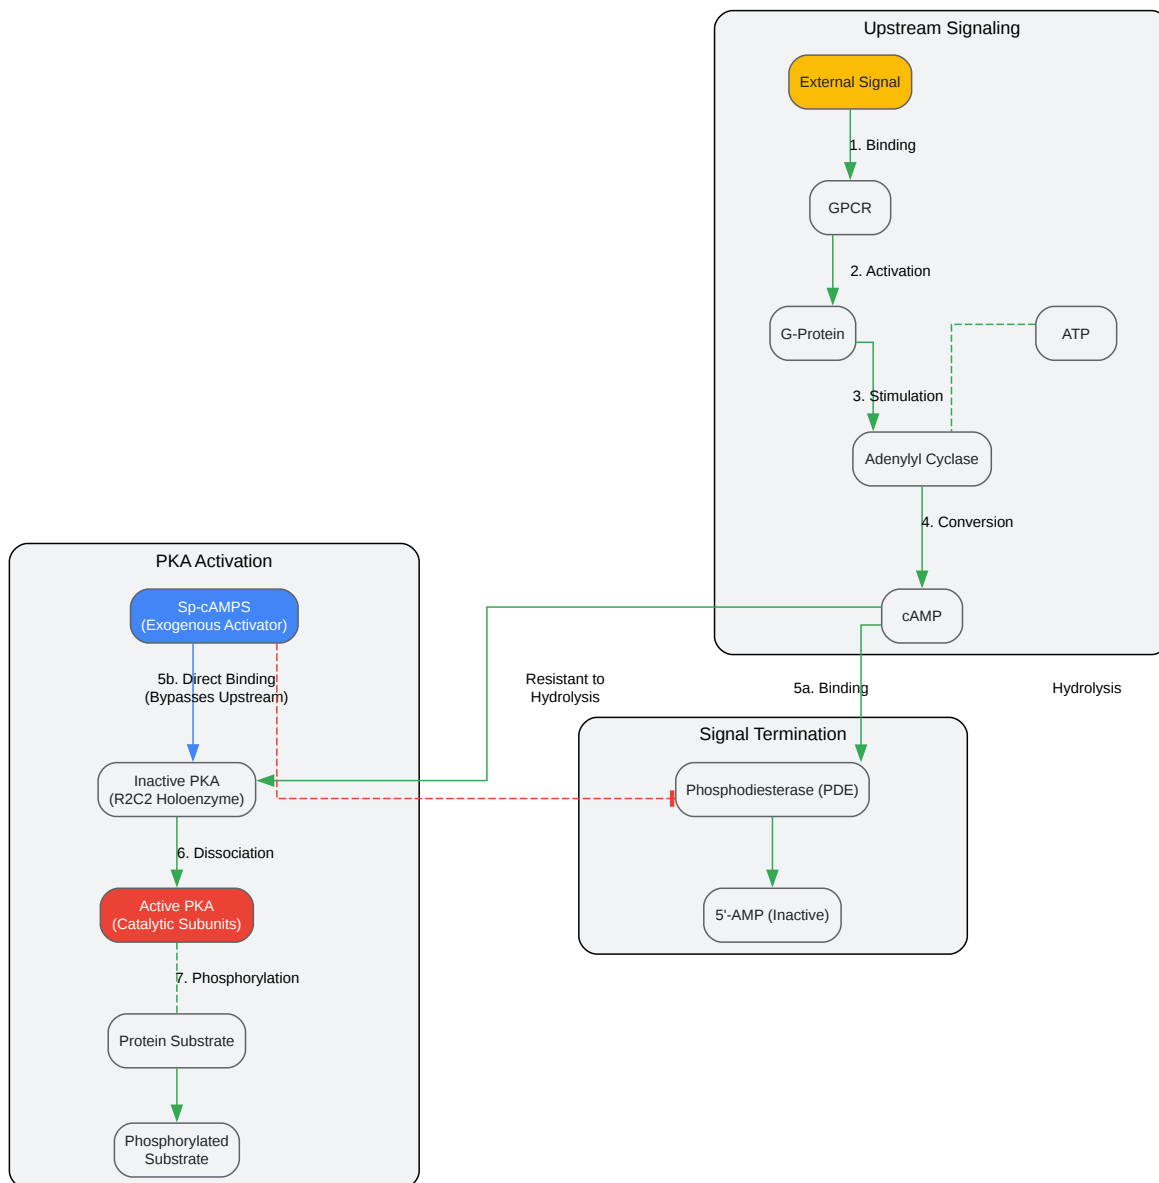 Upstream Signaling
External Signal
1. Binding
GPCR
2. Activation
G-Protein
ATP
3. Stimulation
Adenylyl Cyclase
4. Conversion
cAMP
PKA Activation
Sp-cAMPS
(Exogenous Activator)
5b. Direct Binding
(Bypasses Upstream)
Resistant to
Hydrolysis
5a. Binding
Hydrolysis
Signal Termination
Inactive PKA
(R2C2 Holoenzyme)
Phosphodiesterase (PDE)
6. Dissociation
Active PKA
(Catalytic Subunits)
5'-AMP (Inactive)
7. Phosphorylation
Protein Substrate
Phosphorylated
Substrate